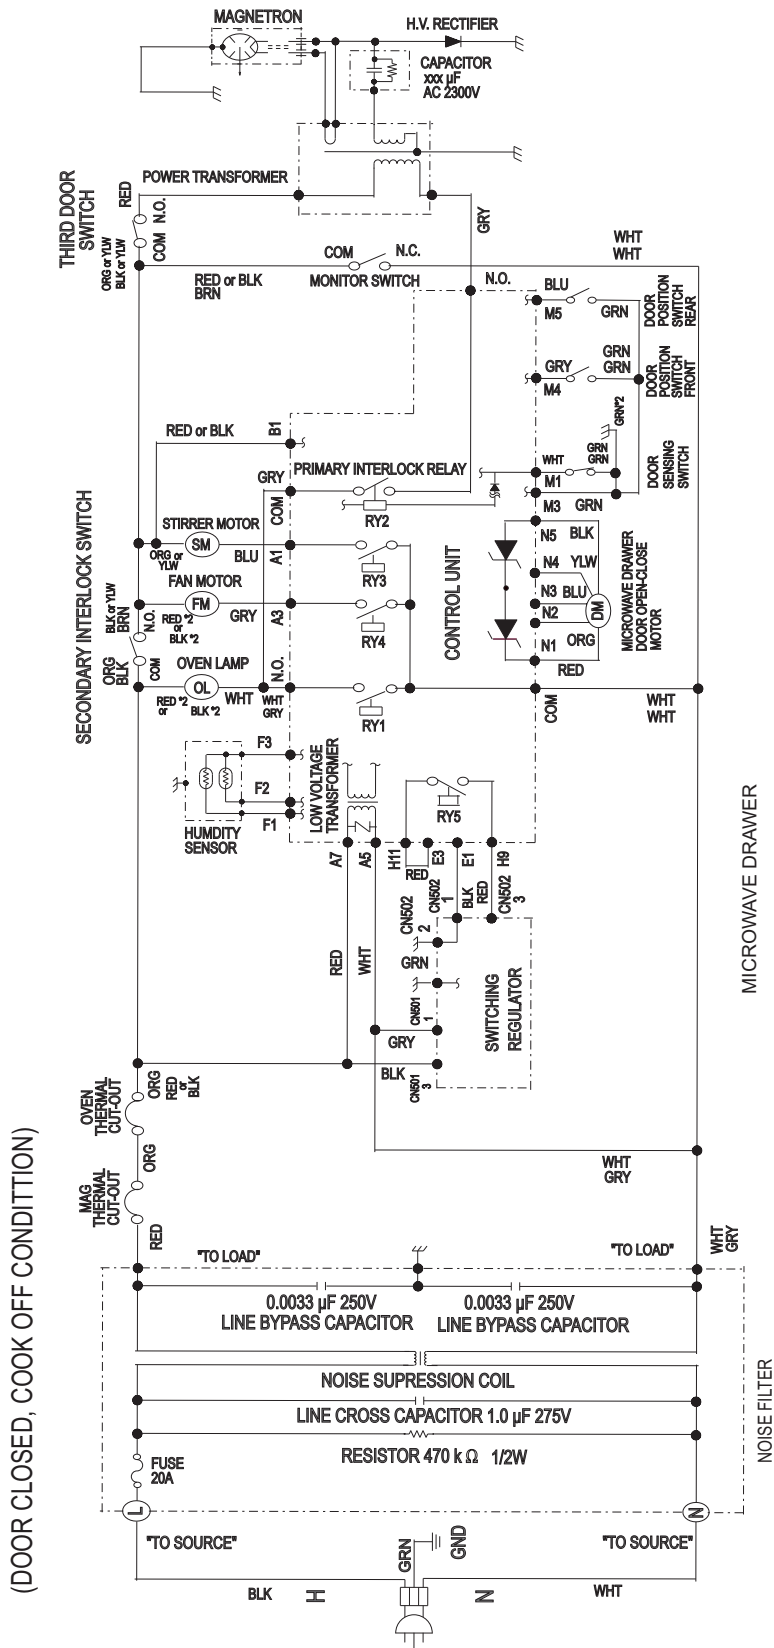 MAGNETRON
H.V. RECTIFIER
CAPACITOR
xxx µF
AC 2300V
POWER TRANSFORMER
THIRD DOOR
SWITCH
RED
N.O.
COM
ORG or YLW
BLK or YLW
GRY
WHT
WHT
COM
N.C.
RED or BLK
BRN
MONITOR SWITCH
N.O.
BLU
M5
GRN
DOOR
POSITION
SWITCH
REAR
GRY
M4
GRN
GRN
DOOR
POSITION
SWITCH
FRONT
RED or BLK
B1
GRN*2
WHT
M1
GRN
GRN
M3
GRN
DOOR
SENSING
SWITCH
GRY
COM
PRIMARY INTERLOCK RELAY
RY2
SECONDARY INTERLOCK SWITCH
STIRRER MOTOR
SM
ORG or
YLW
BLU
A1
RY3
N5
BLK
BLK or YLW
BRN
N.O.
FAN MOTOR
FM
RED *2
or
BLK *2
GRY
A3
RY4
CONTROL UNIT
N4
YLW
N3
BLU
N2
DM
ORG
N1
RED
MICROWAVE DRAWER
DOOR OPEN-CLOSE
MOTOR
ORG
BLK
COM
OVEN LAMP
OL
RED *2
or
BLK *2
WHT
N.O.
WHT
GRY
RY1
COM
WHT
WHT
F3
F2
F1
HUMDITY
SENSOR
LOW VOLTAGE
TRANSFORMER
RY5
A7
A5
H11
RED
E3
E1
H9
BLK
RED
CN502
1
CN502
3
CN502
2
GRN
RED
WHT
CN501
1
GRY
BLK
CN501
3
SWITCHING
REGULATOR
MICROWAVE DRAWER
OVEN
THERMAL
CUT-OUT
ORG
RED
or
BLK
ORG
MAG
THERMAL
CUT-OUT
RED
WHT
GRY
WHT
GRY
(DOOR CLOSED, COOK OFF CONDITTION)
"TO LOAD"
"TO LOAD"
0.0033 µF 250V
LINE BYPASS CAPACITOR
0.0033 µF 250V
LINE BYPASS CAPACITOR
NOISE SUPRESSION COIL
LINE CROSS CAPACITOR 1.0 µF 275V
RESISTOR 470 k Ω 1/2W
FUSE
20A
NOISE FILTER
L
N
"TO SOURCE"
"TO SOURCE"
GRN
GND
BLK
H
N
WHT